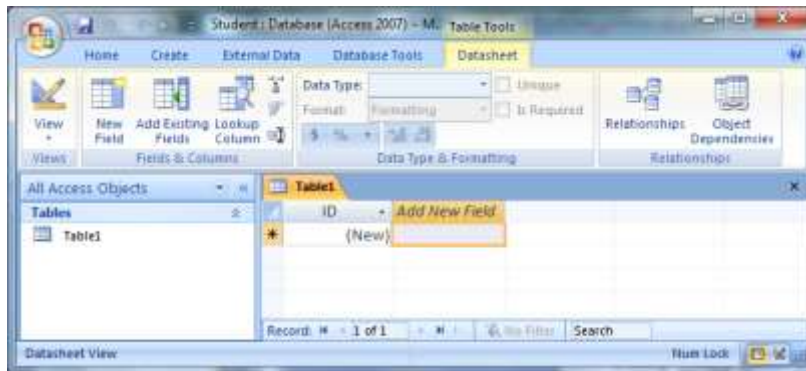 Student : Database (Access 2007) - M... Table Tools
Home Create External Data Database Tools Datasheet
View
New Field
Add Existing Fields
Lookup Column
Data Type:
Unique
Format: Formatting
Is Required
$ %
Relationships
Object Dependencies
Views Fields & Columns Data Type & Formatting Relationships
All Access Objects
Table1
Tables
ID Add New Field
Table1
(New)
Record: 1 of 1 No Filter Search
Datasheet View Num Lock